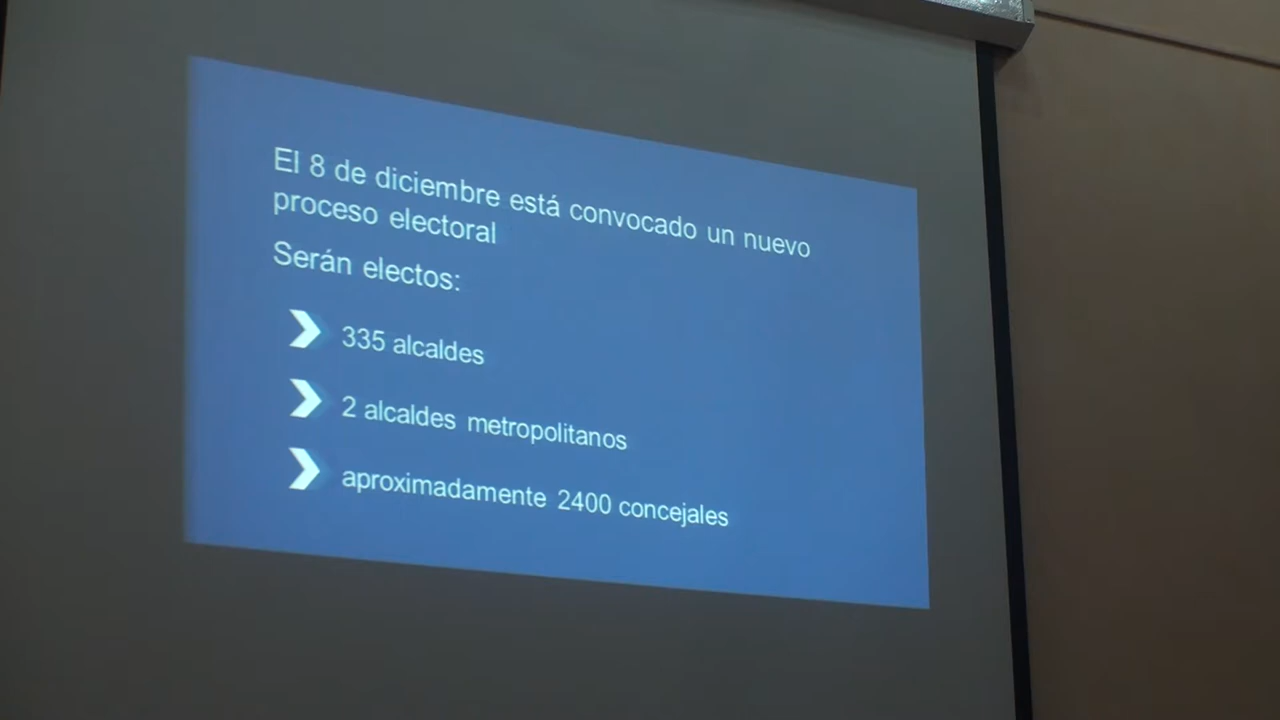 El 8 de diciembre está convocado un nuevo
proceso electoral
Serán electos:
335 alcaldes
2 alcaldes metropolitanos
aproximadamente 2400 concejales